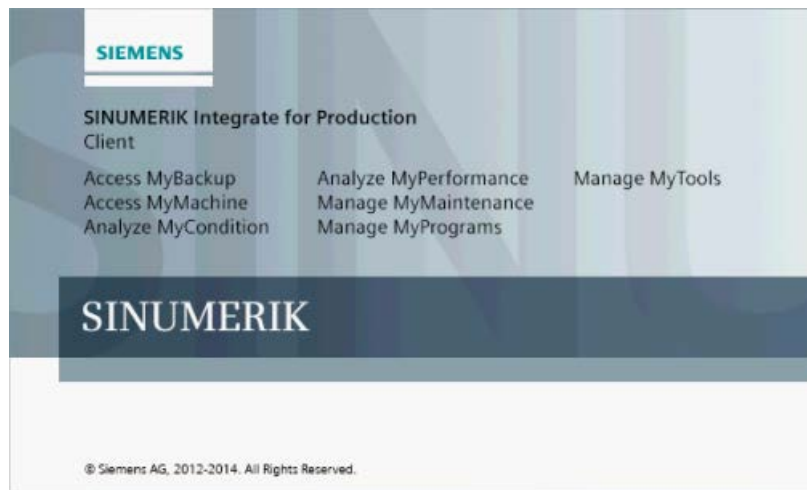 SIEMENS
SINUMERIK Integrate for Production
Client
Access MyBackup
Access MyMachine
Analyze MyCondition
Analyze MyPerformance
Manage MyMaintenance
Manage MyPrograms
Manage MyTools
SINUMERIK
© Siemens AG, 2012-2014. All Rights Reserved.